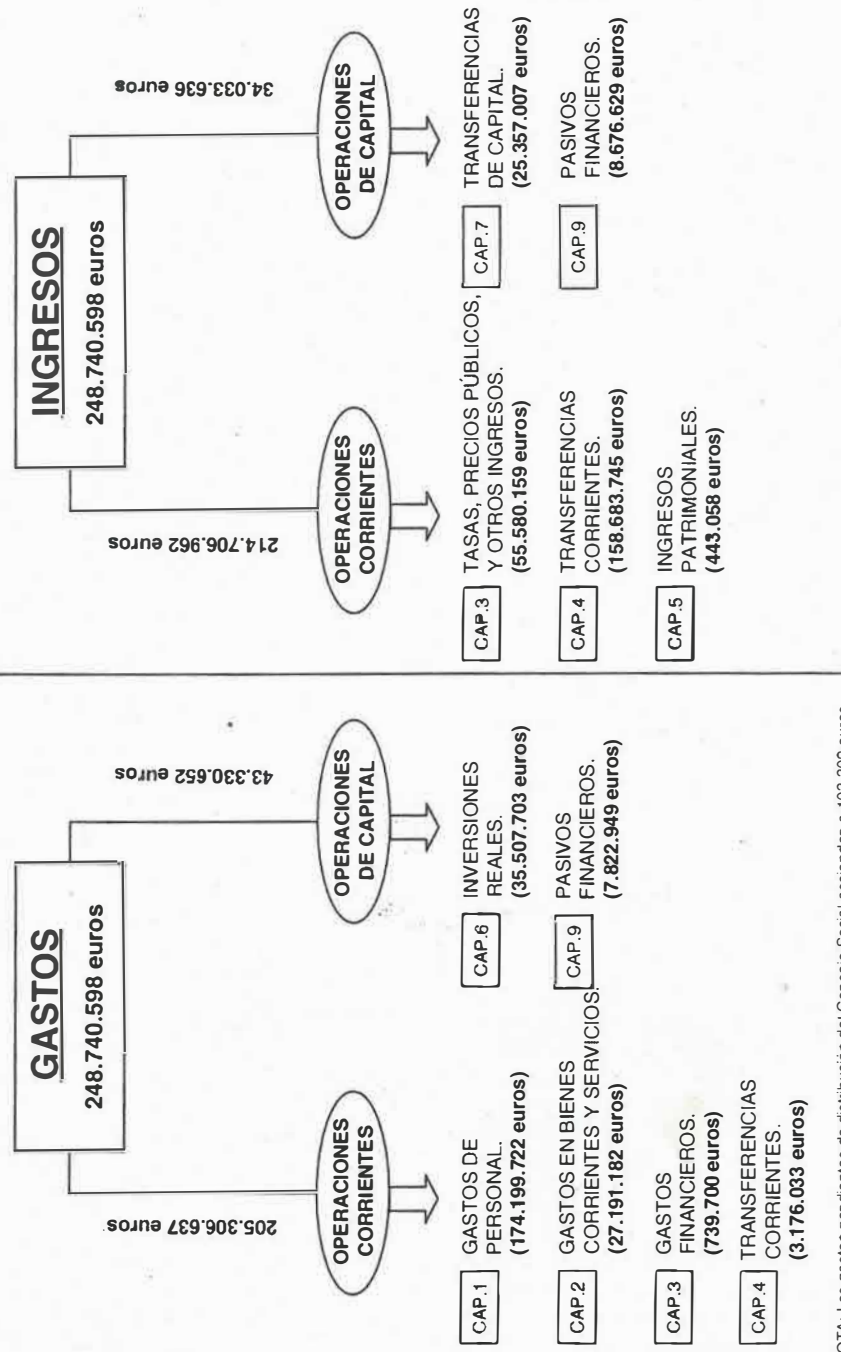 GASTOS
248.740.598 euros
205.306.637 euros
43.330.652 euros
OPERACIONES
CORRIENTES
OPERACIONES
DE CAPITAL
CAP.1
GASTOS DE
PERSONAL.
(174.199.722 euros)
CAP.2
GASTOS EN BIENES
CORRIENTES Y SERVICIOS.
(27.191.182 euros)
CAP.3
GASTOS
FINANCIEROS.
(739.700 euros)
CAP.4
TRANSFERENCIAS
CORRIENTES.
(3.176.033 euros)
CAP.6
INVERSIONES
REALES.
(35.507.703 euros)
CAP.9
PASIVOS
FINANCIEROS.
(7.822.949 euros)
INGRESOS
248.740.598 euros
214.706.962 euros
34.033.636 euros
OPERACIONES
CORRIENTES
OPERACIONES
DE CAPITAL
CAP.3
TASAS, PRECIOS PÚBLICOS,
Y OTROS INGRESOS.
(55.580.159 euros)
CAP.4
TRANSFERENCIAS
CORRIENTES.
(158.683.745 euros)
CAP.5
INGRESOS
PATRIMONIALES.
(443.058 euros)
CAP.7
TRANSFERENCIAS
DE CAPITAL.
(25.357.007 euros)
CAP.9
PASIVOS
FINANCIEROS.
(8.676.629 euros)